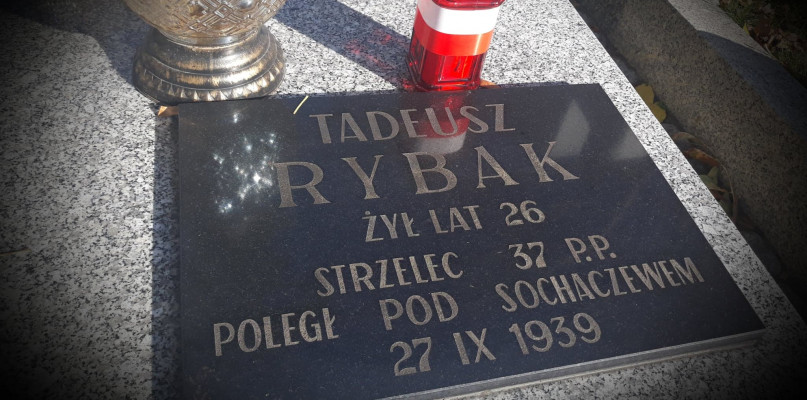 TADEUSZ
RYBAK
ŻYŁ LAT 26
STRZELEC 37 P.P.
POLEGŁ POD SOCHACZEWEM
27 IX 1939